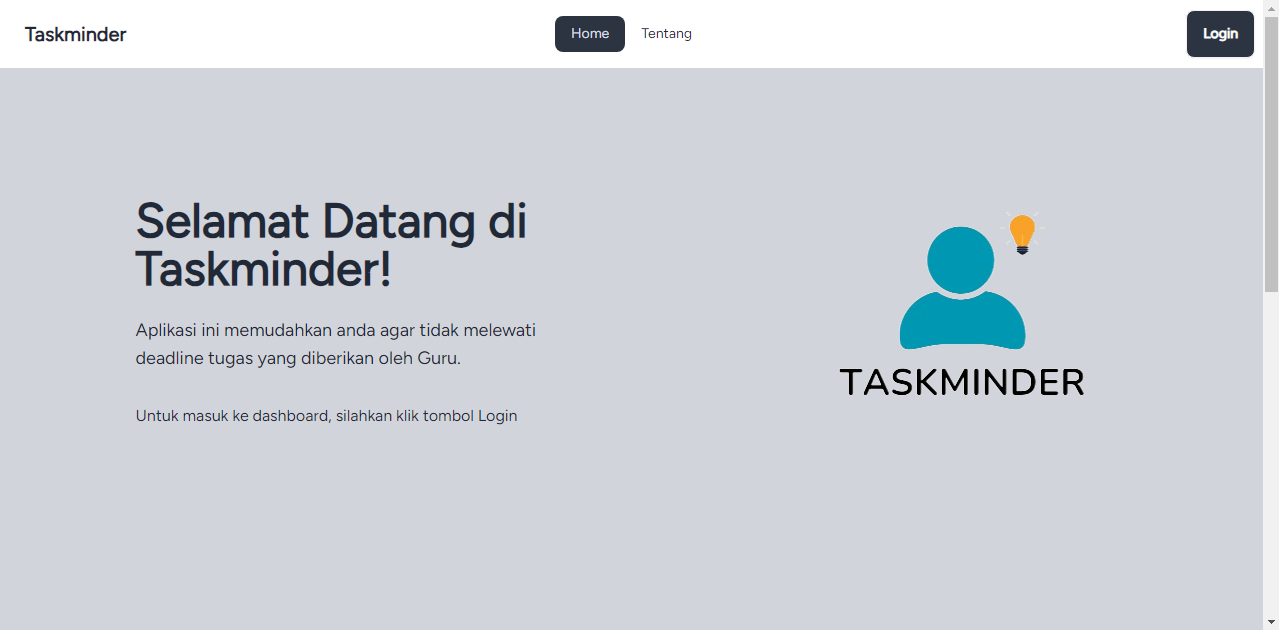 Taskminder
Home
Tentang
Login
Selamat Datang di
Taskminder!
Aplikasi ini memudahkan anda agar tidak melewati
deadline tugas yang diberikan oleh Guru.
Untuk masuk ke dashboard, silahkan klik tombol Login
TASKMINDER